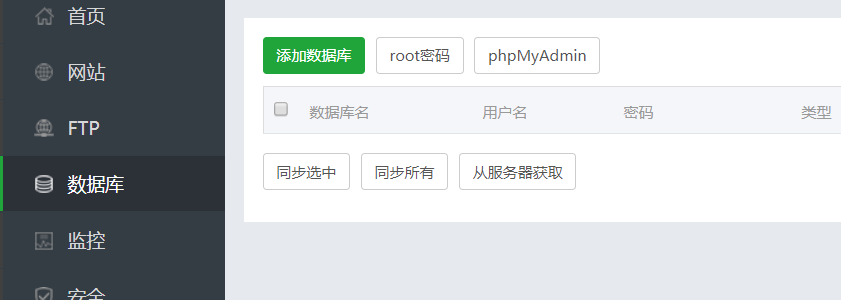 首页
网站
FTP
数据库
监控
安全
添加数据库 root密码 phpMyAdmin
数据库名 用户名 密码 类型
同步选中 同步所有 从服务器获取